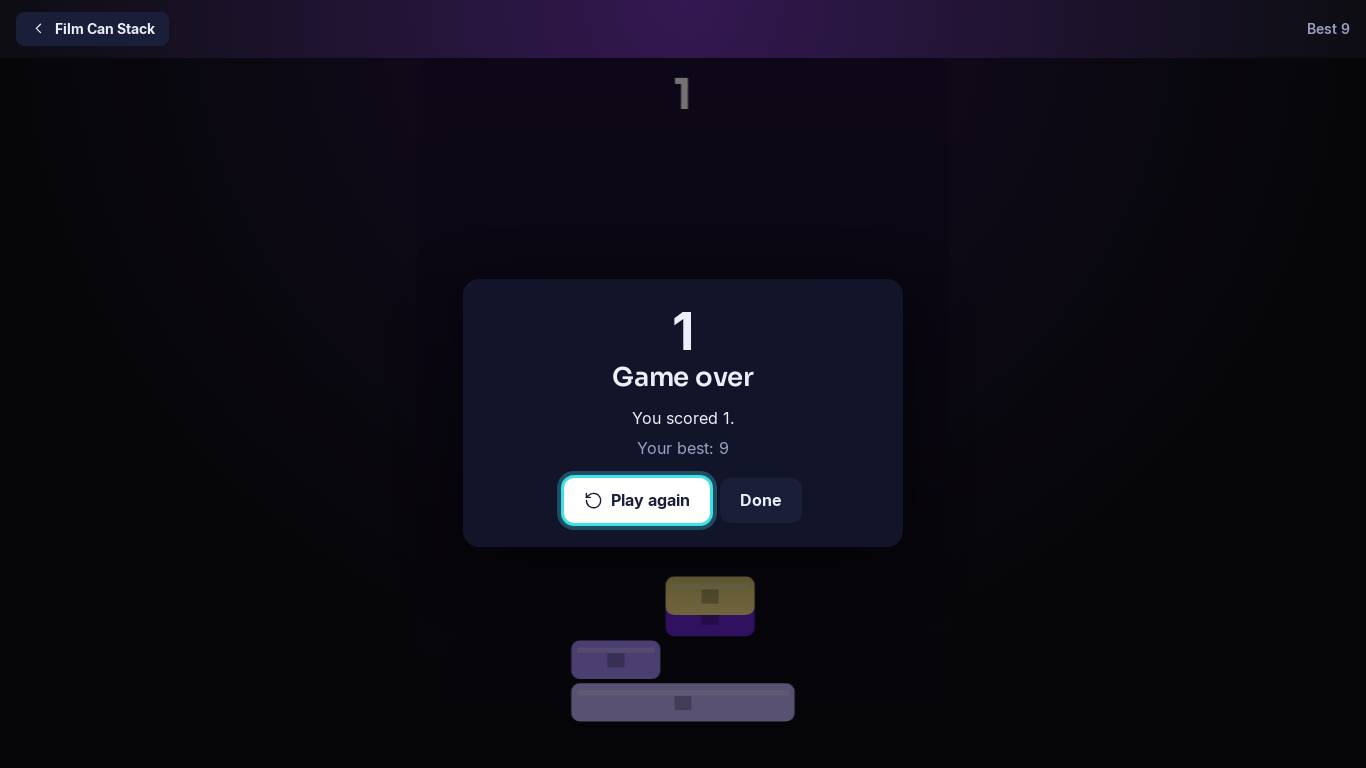 Film Can Stack
Best 9
1
1
Game over
You scored 1.
Your best: 9
Play again
Done